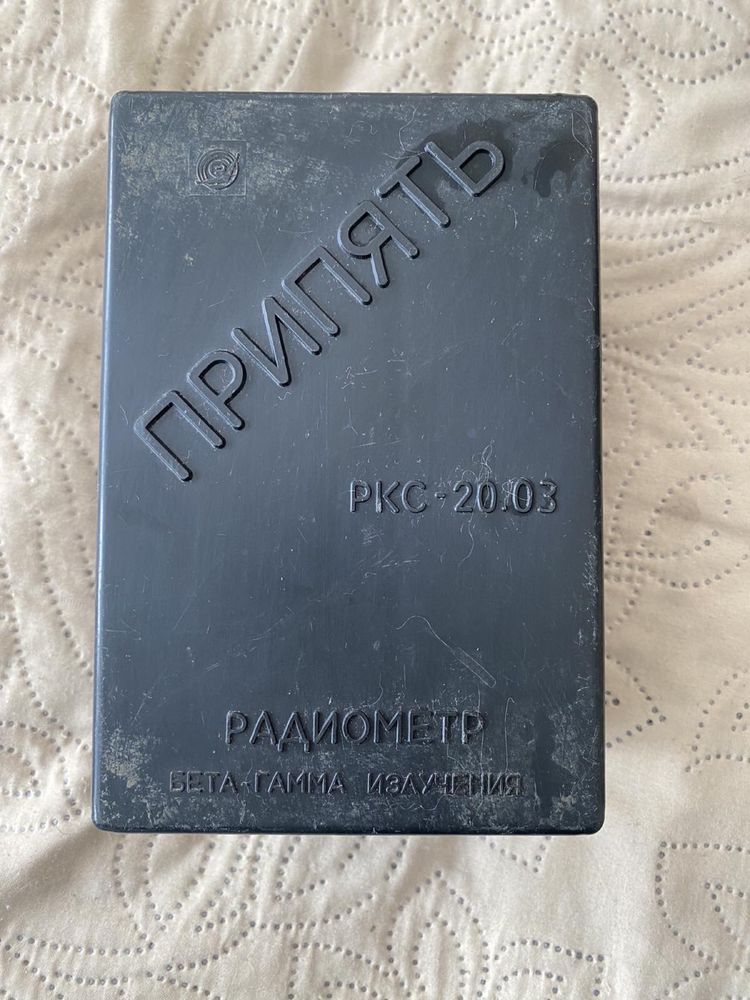 ПРИПЯТЬ
РКС-20.03
РАДИОМЕТР
БЕТА-ГАММА ИЗЛУЧЕНИЯ